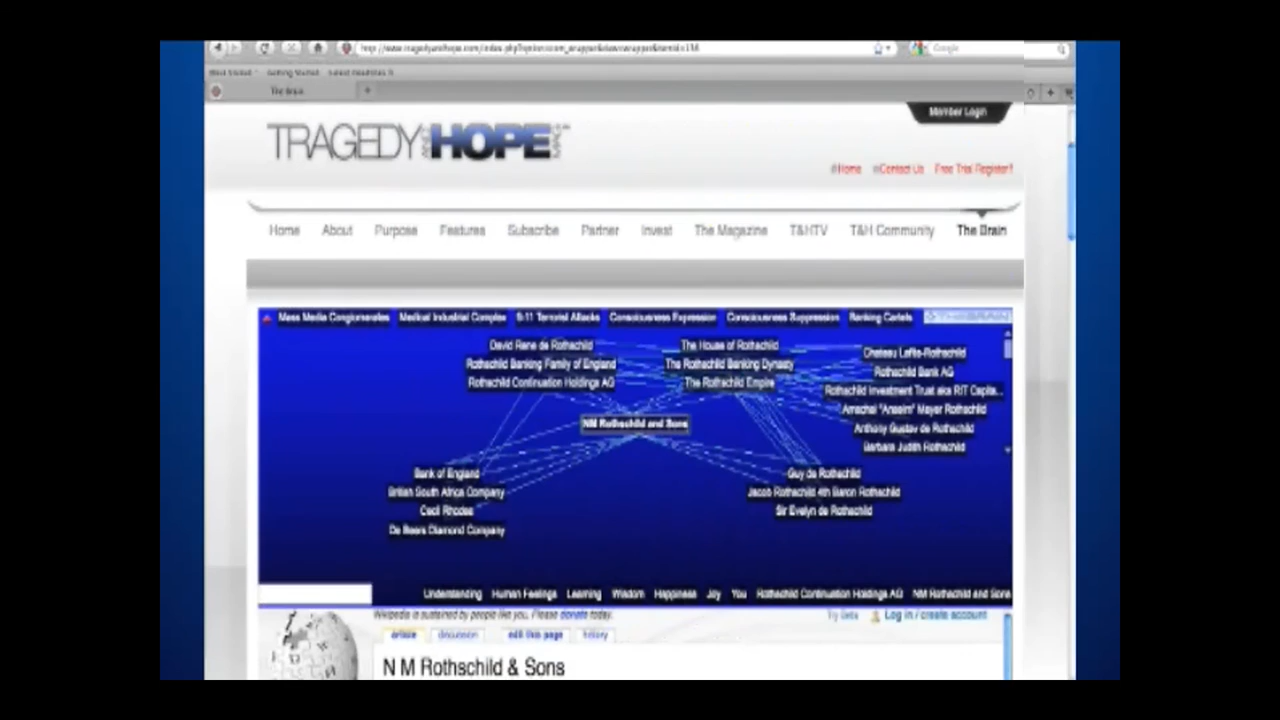 Getting Started
The Brain
Member Login
TRAGEDY AND HOPE
Home Contact Us Free Trial Register!!
Home About Purpose Features Subscribe Partner Invest The Magazine T&HTV T&H Community The Brain
Mass Media Conglomerates Medical Industrial Complex 9/11 Terrorist Attacks Consciousness Expression Consciousness Suppression Banking Cartels
David Rene de Rothschild
Rothschild Banking Family of England
Rothschild Continuation Holdings AG
The House of Rothschild
The Rothschild Banking Dynasty
The Rothschild Empire
Chateau Lafite-Rothschild
Rothschild Bank AG
Rothschild Investment Trust aka RIT Capita...
Amschel "Anselm" Mayer Rothschild
Anthony Gustav de Rothschild
Barbara Judith Rothschild
NM Rothschild and Sons
Bank of England
British South Africa Company
Cecil Rhodes
De Beers Diamond Company
Guy de Rothschild
Jacob Rothschild 4th Baron Rothschild
Sir Evelyn de Rothschild
Understanding Human Feelings Learning Wisdom Happiness Joy You Rothschild Continuation Holdings AG NM Rothschild and Sons
Wikipedia is sustained by people like you. Please donate today.
Try Beta Log in / create account
article discussion edit this page history
N M Rothschild & Sons